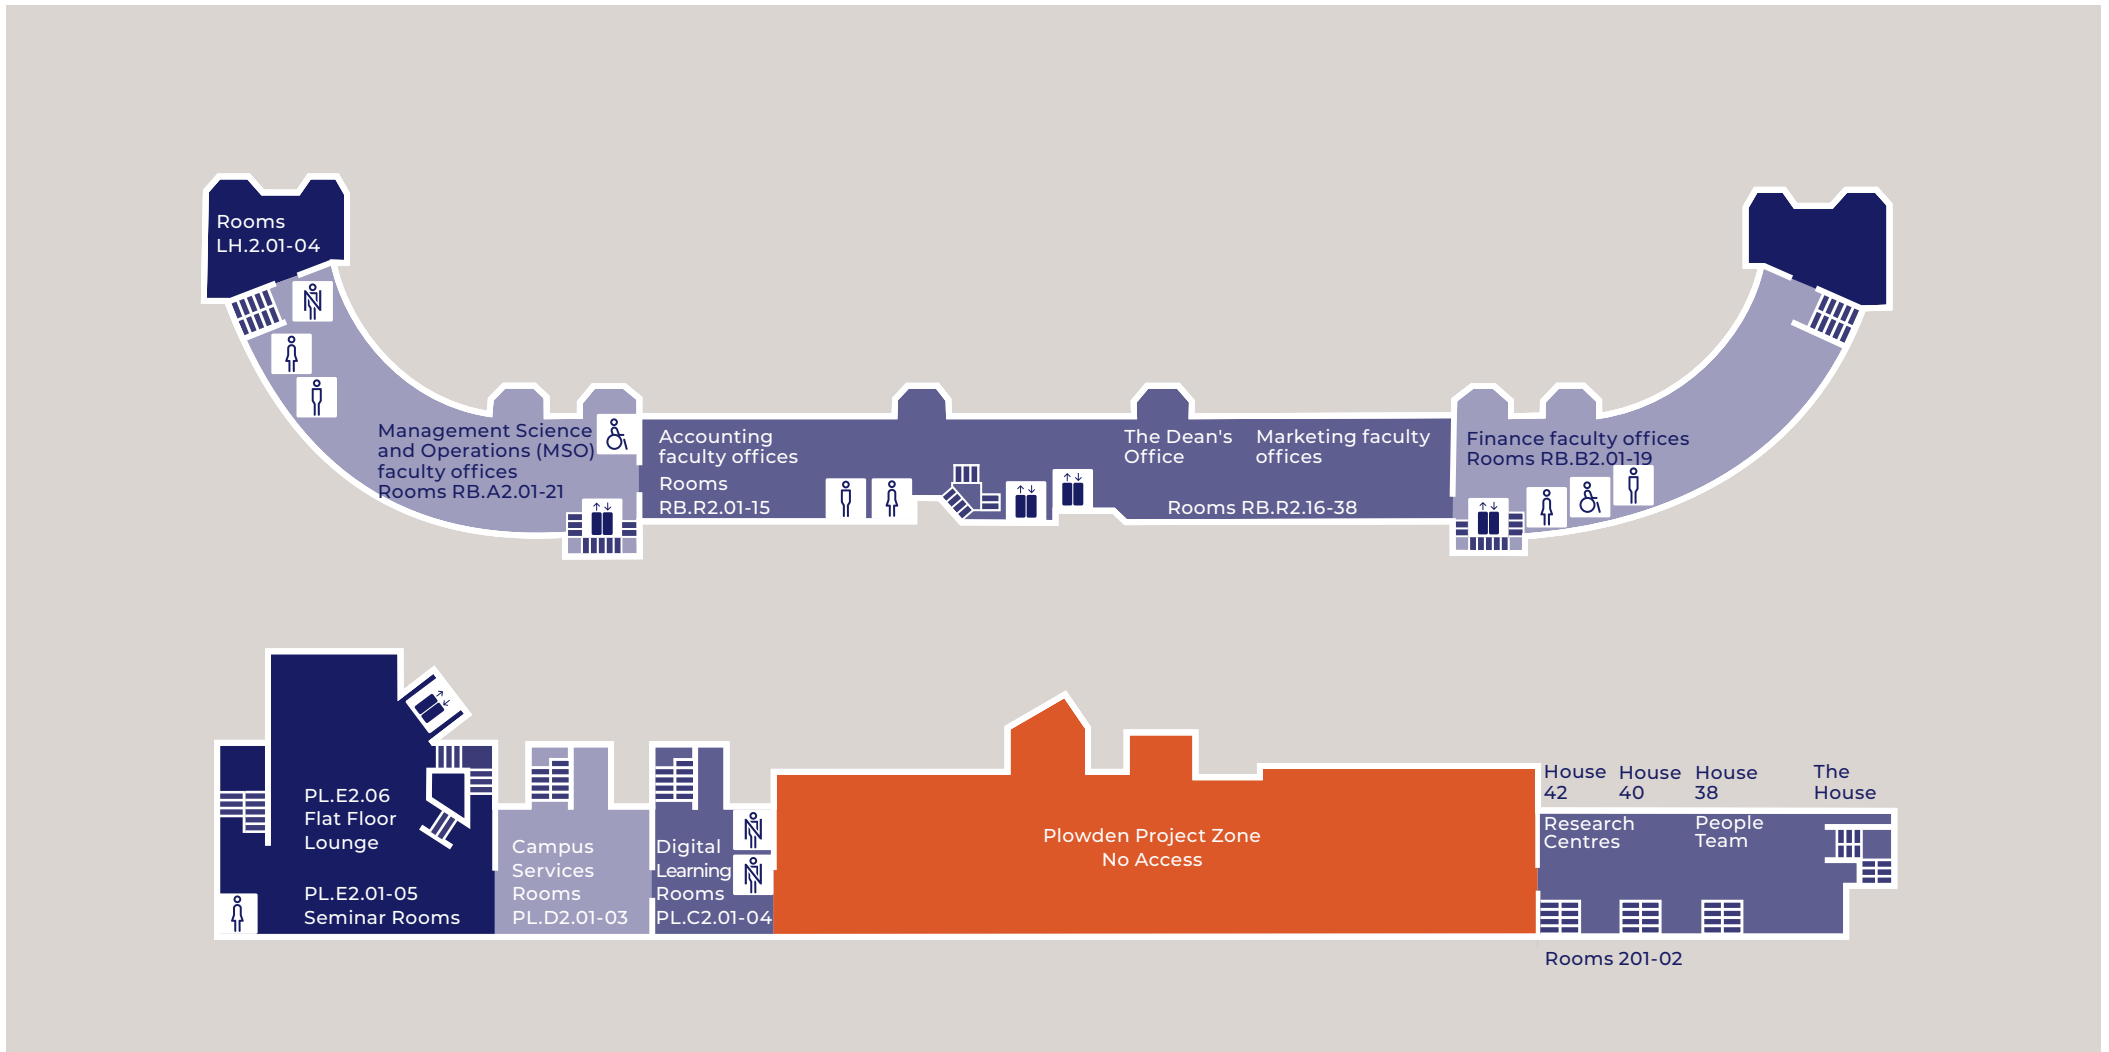 Rooms
LH.2.01-04
Management Science
and Operations (MSO)
faculty offices
Rooms RB.A2.01-21
Accounting
faculty offices
Rooms
RB.R2.01-15
The Dean's
Office
Marketing faculty
offices
Rooms RB.R2.16-38
Finance faculty offices
Rooms RB.B2.01-19
PL.E2.06
Flat Floor
Lounge
PL.E2.01-05
Seminar Rooms
Campus
Services
Rooms
PL.D2.01-03
Digital
Learning
Rooms
PL.C2.01-04
Plowden Project Zone
No Access
House
42
House
40
House
38
The
House
Research
Centres
People
Team
Rooms 201-02